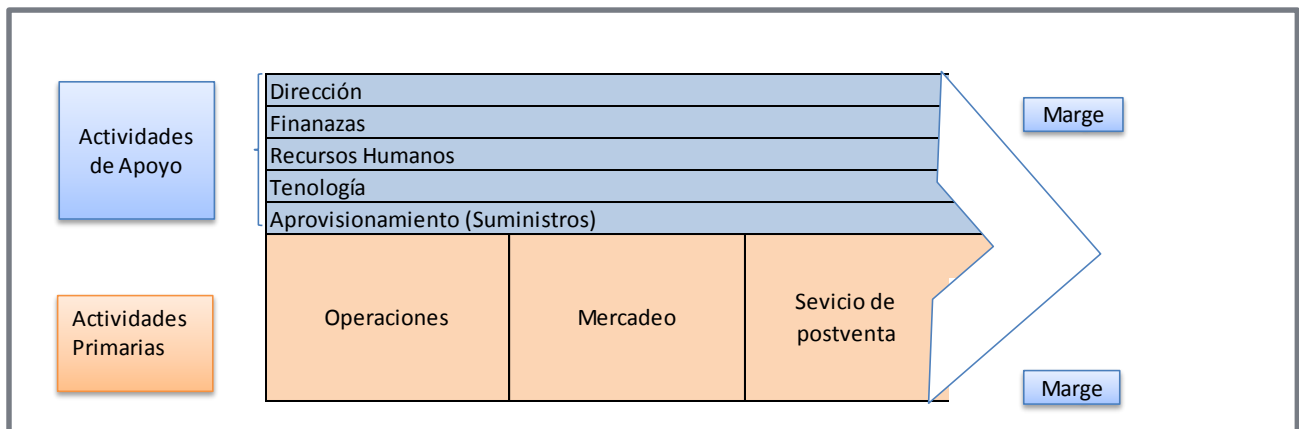 Actividades
de Apoyo
Dirección
Finanazas
Recursos Humanos
Tenología
Aprovisionamiento (Suministros)
Marge
Actividades
Primarias
Operaciones
Mercadeo
Sevicio de
postventa
Marge